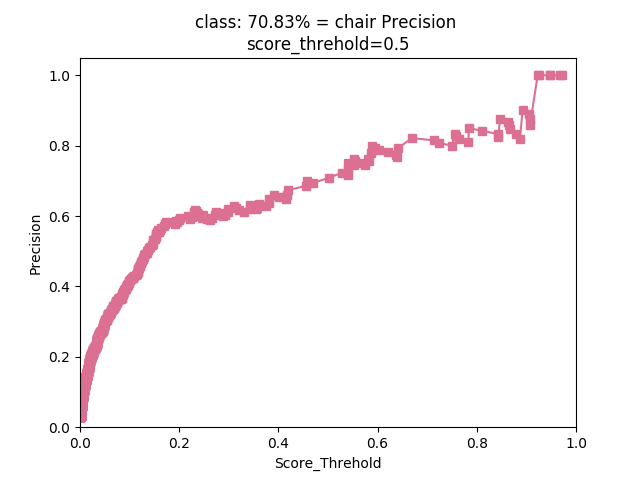 class: 70.83% = chair Precision
score_threhold=0.5
1.0
0.8
0.6
0.4
0.2
0.0
Precision
0.0 0.2 0.4 0.6 0.8 1.0
Score_Threhold